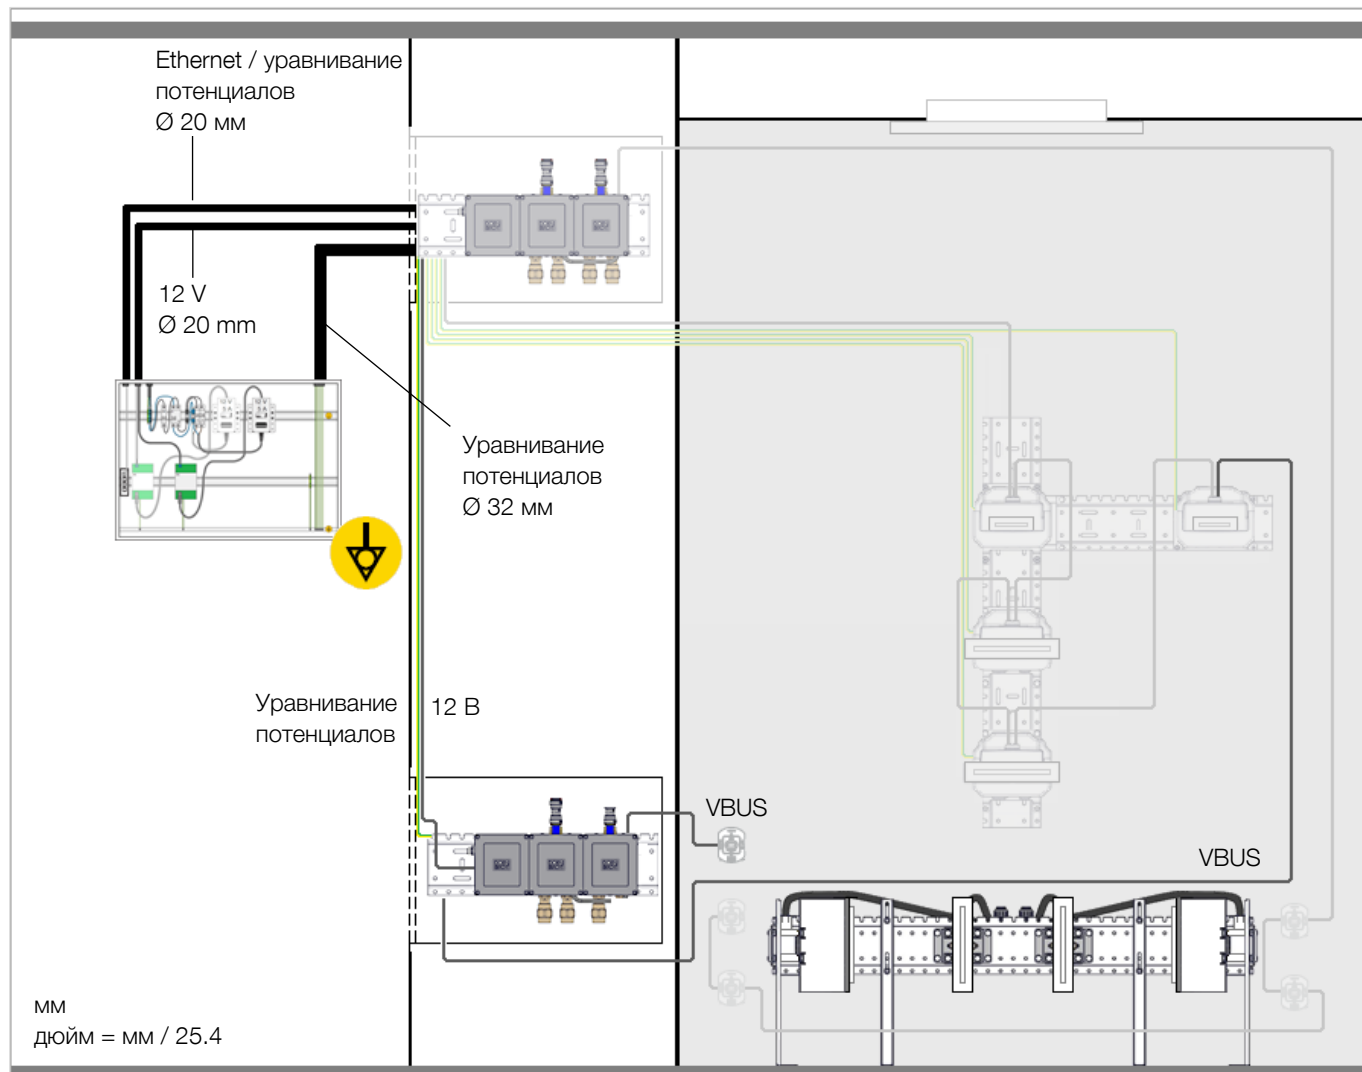 Ethernet / уравнивание
потенциалов
Ø 20 мм
12 V
Ø 20 mm
Уравнивание
потенциалов
Ø 32 мм
Уравнивание
потенциалов
12 В
VBUS
VBUS
мм
дюйм = мм / 25.4